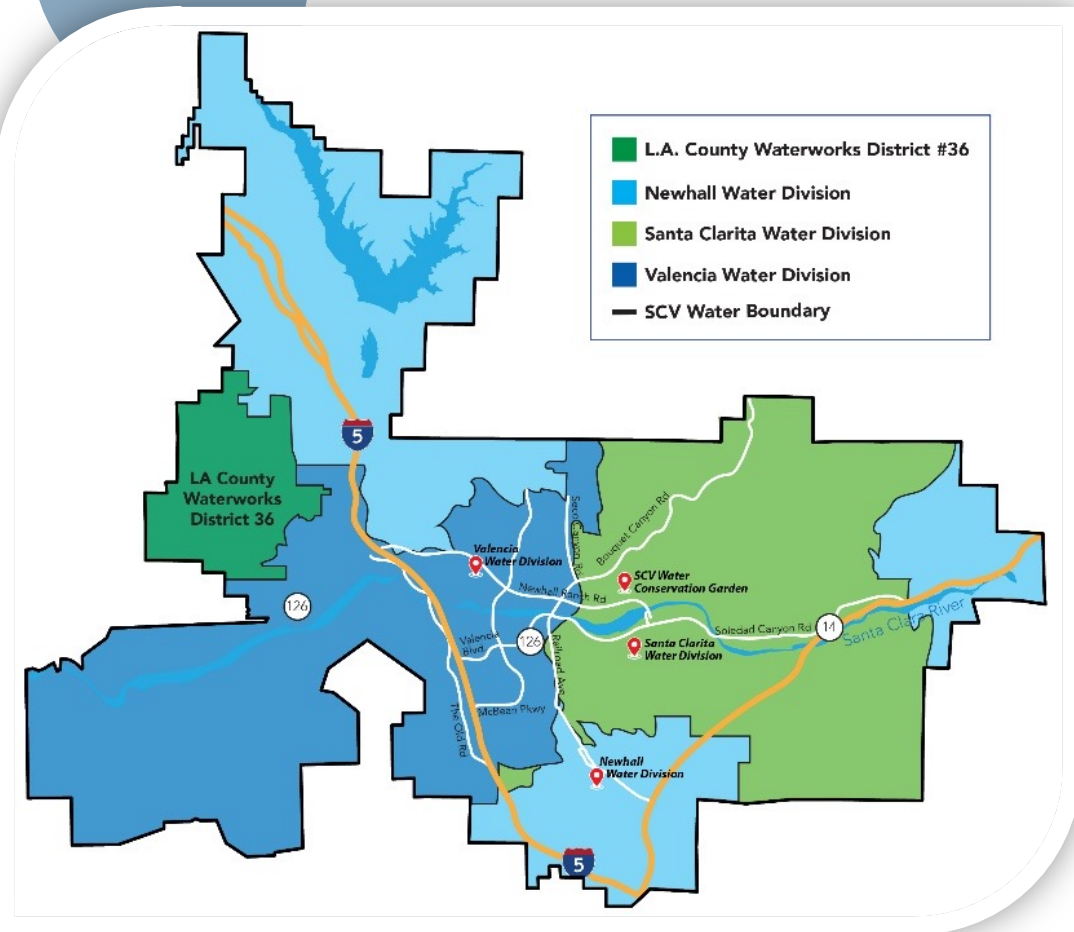 L.A. County Waterworks District #36
Newhall Water Division
Santa Clarita Water Division
Valencia Water Division
SCV Water Boundary
5
LA County
Waterworks
District 36
Seco Canyon Rd
Bouquet Canyon Rd
Valencia
Water Division
SCV Water
Conservation Garden
Newhall Ranch Rd
126
Soledad Canyon Rd
14
Santa Clara River
Valencia
Blvd
126
Railroad Ave
Santa Clarita
Water Division
McBean Pkwy
The Old Rd
Newhall
Water Division
5